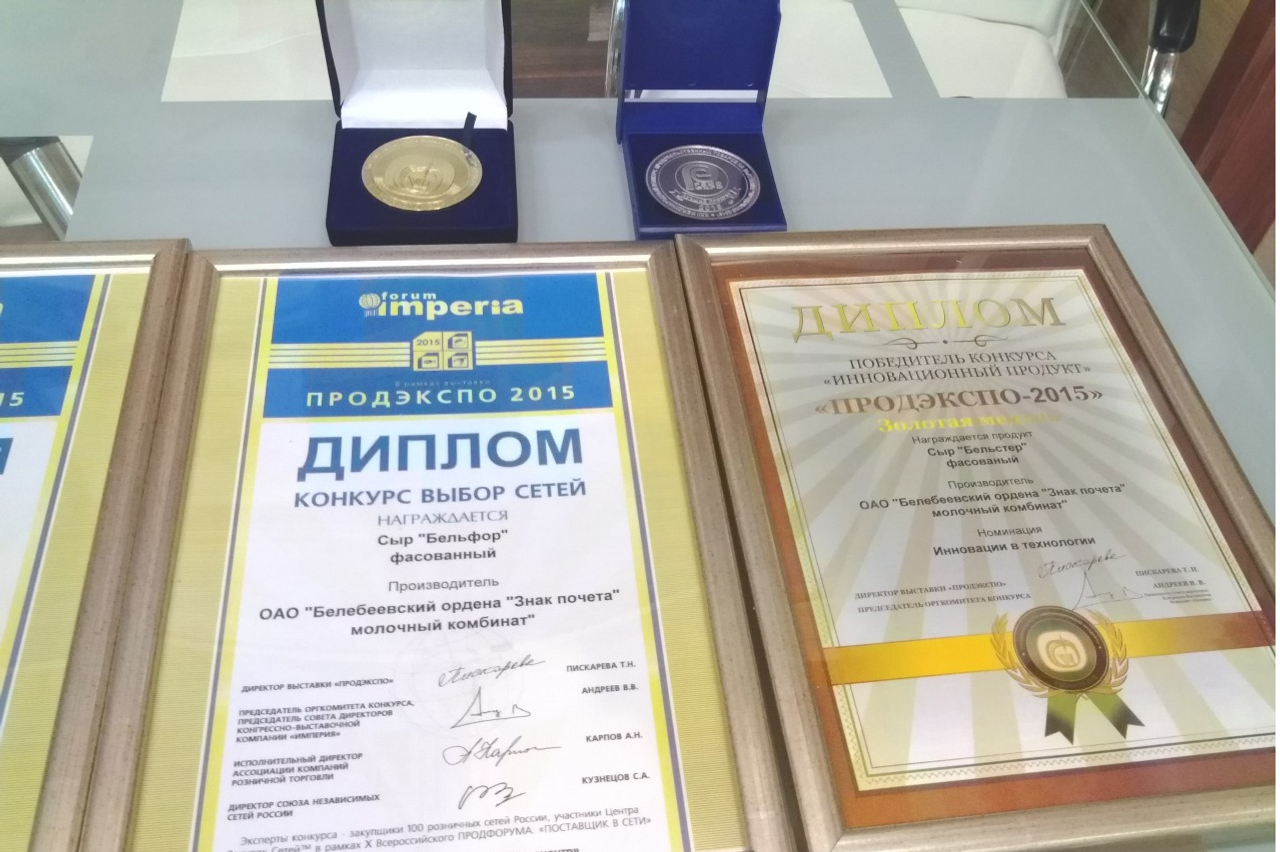 15
forum
imperia
2015
В рамках выставки
ПРОДЭКСПО 2015
ДИПЛОМ
КОНКУРС ВЫБОР СЕТЕЙ
НАГРАЖДАЕТСЯ
Сыр "Бельфор"
фасованный
Производитель
ОАО "Белебеевский ордена "Знак почета"
молочный комбинат"
ДИРЕКТОР ВЫСТАВКИ «ПРОДЭКСПО»
ПИСКАРЕВА Т.Н.
ПРЕДСЕДАТЕЛЬ ОРГКОМИТЕТА КОНКУРСА,
ПРЕДСЕДАТЕЛЬ СОВЕТА ДИРЕКТОРОВ
КОНГРЕССНО-ВЫСТАВОЧНОЙ
КОМПАНИИ «ИМПЕРИЯ»
АНДРЕЕВ В.В.
ИСПОЛНИТЕЛЬНЫЙ ДИРЕКТОР
АССОЦИАЦИИ КОМПАНИЙ
РОЗНИЧНОЙ ТОРГОВЛИ
КАРПОВ А.Н.
ДИРЕКТОР СОЮЗА НЕЗАВИСИМЫХ
СЕТЕЙ РОССИИ
КУЗНЕЦОВ С.А.
Эксперты конкурса - закупщики 100 розничных сетей России, участники Центра
Сетей™ в рамках X Всероссийского ПРОДФОРУМА. «ПОСТАВЩИК В СЕТИ»
ДИПЛОМ
ПОБЕДИТЕЛЬ КОНКУРСА
«ИННОВАЦИОННЫЙ ПРОДУКТ»
«ПРОДЭКСПО-2015»
Золотая медаль
Награждается продукт
Сыр "Бельстер"
фасованый
Производитель
ОАО "Белебеевский ордена "Знак почета"
молочный комбинат"
Номинация
Инновации в технологии
ДИРЕКТОР ВЫСТАВКИ «ПРОДЭКСПО»
ПИСКАРЕВА Т. Н.
ПРЕДСЕДАТЕЛЬ ОРГКОМИТЕТА КОНКУРСА
АНДРЕЕВ В. В.